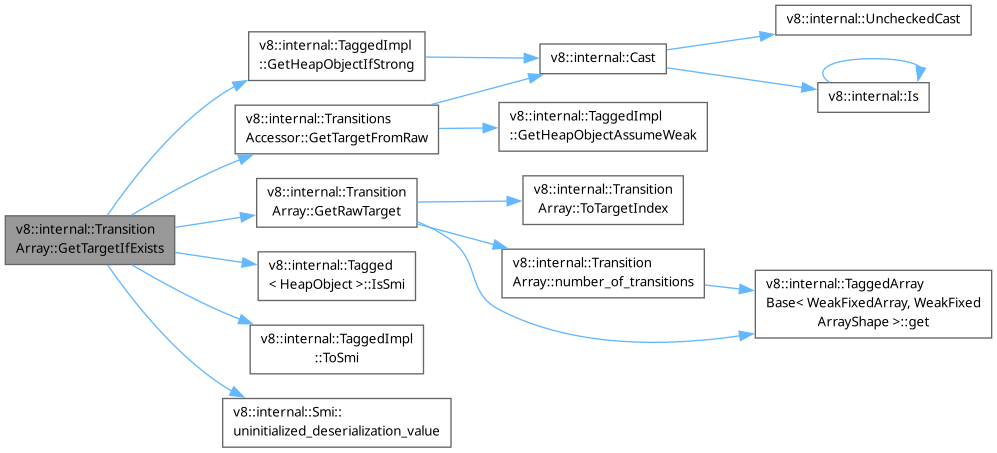 v8::internal::Transition
Array::GetTargetIfExists
v8::internal::TaggedImpl
::GetHeapObjectIfStrong
v8::internal::Cast
v8::internal::UncheckedCast
v8::internal::Is
v8::internal::Transitions
Accessor::GetTargetFromRaw
v8::internal::TaggedImpl
::GetHeapObjectAssumeWeak
v8::internal::Transition
Array::GetRawTarget
v8::internal::Transition
Array::ToTargetIndex
v8::internal::Transition
Array::number_of_transitions
v8::internal::TaggedArray
Base< WeakFixedArray, WeakFixed
ArrayShape >::get
v8::internal::Tagged
< HeapObject >::IsSmi
v8::internal::TaggedImpl
::ToSmi
v8::internal::Smi::
uninitialized_deserialization_value